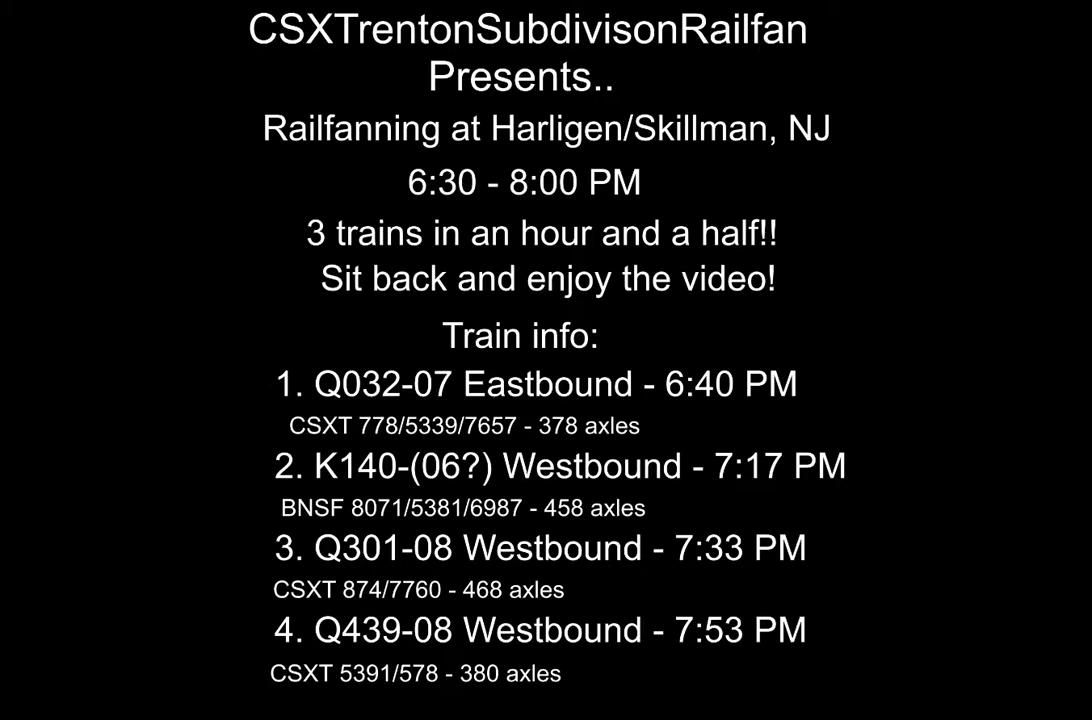 CSXTrentonSubdivisonRailfan
Presents..
Railfanning at Harligen/Skillman, NJ
6:30 - 8:00 PM
3 trains in an hour and a half!!
Sit back and enjoy the video!
Train info:
1. Q032-07 Eastbound - 6:40 PM
CSXT 778/5339/7657 - 378 axles
2. K140-(06?) Westbound - 7:17 PM
BNSF 8071/5381/6987 - 458 axles
3. Q301-08 Westbound - 7:33 PM
CSXT 874/7760 - 468 axles
4. Q439-08 Westbound - 7:53 PM
CSXT 5391/578 - 380 axles